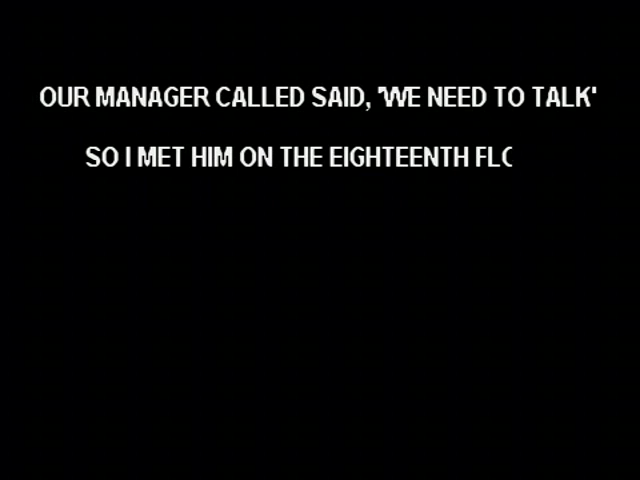 OUR MANAGER CALLED SAID, 'WE NEED TO TALK'
SO I MET HIM ON THE EIGHTEENTH